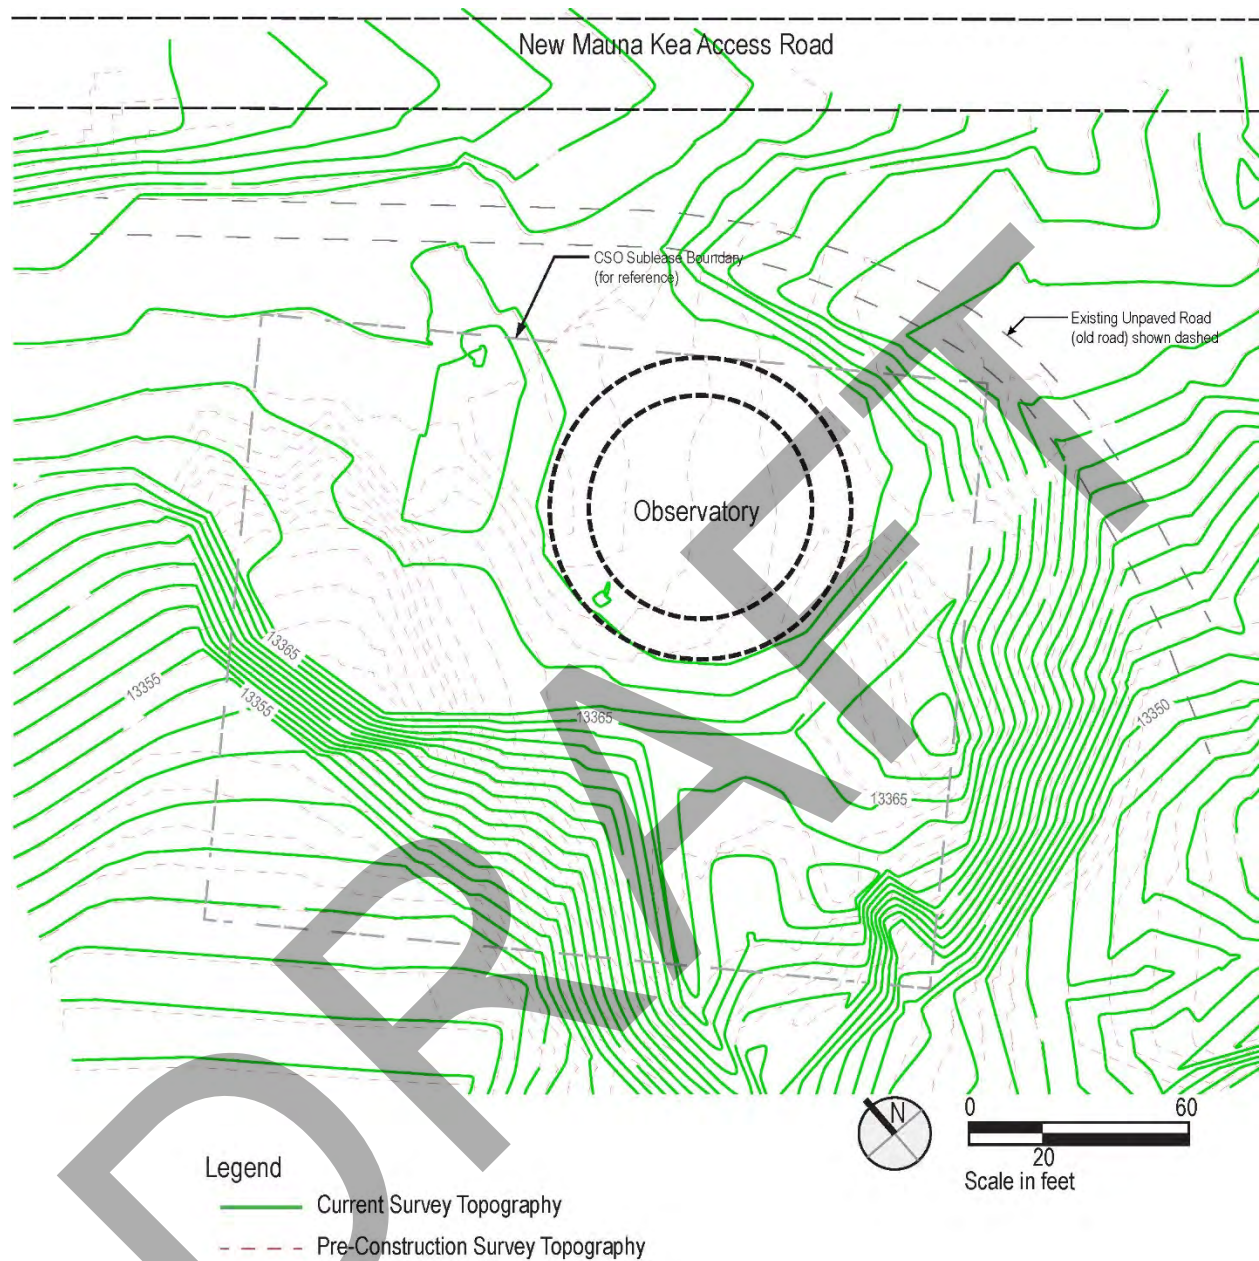 New Mauna Kea Access Road
CSO Sublease Boundary
(for reference)
Existing Unpaved Road
(old road) shown dashed
Observatory
13365
13355
13355
13365
13350
13365
DRAFT
N
0 60
20
Scale in feet
Legend
Current Survey Topography
Pre-Construction Survey Topography